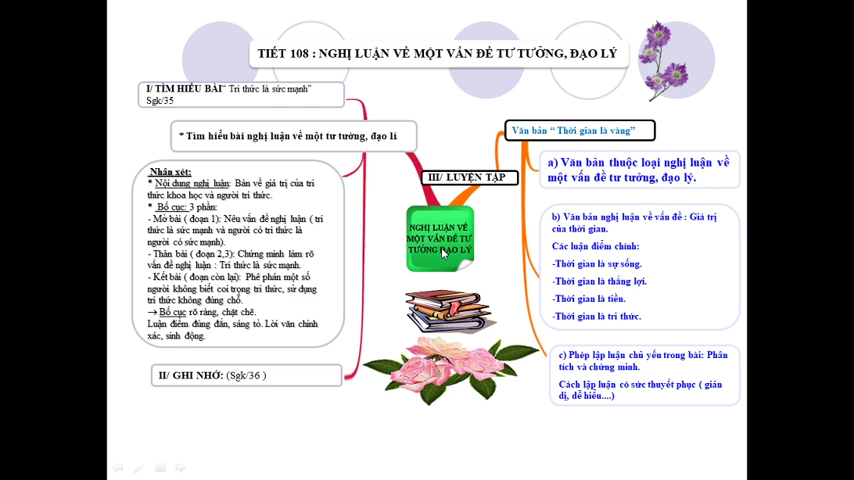 TIẾT 108 : NGHỊ LUẬN VỀ MỘT VẤN ĐỀ TƯ TƯỞNG, ĐẠO LÝ
I/ TÌM HIỂU BÀI “ Tri thức là sức mạnh”
Sgk/35
* Tìm hiểu bài nghị luận về một tư tưởng, đạo lí
Nhận xét:
* Nội dung nghị luận: Bàn về giá trị của tri
thức khoa học và người trí thức.
* Bố cục: 3 phần:
- Mở bài ( đoạn 1): Nêu vấn đề nghị luận ( tri
thức là sức mạnh và người có tri thức là
người có sức mạnh).
- Thân bài ( đoạn 2,3): Chứng minh làm rõ
vấn đề nghị luận : Tri thức là sức mạnh.
- Kết bài ( đoạn còn lại): Phê phán một số
người không biết coi trọng tri thức, sử dụng
tri thức không đúng chỗ.
→ Bố cục rõ ràng, chặt chẽ.
Luận điểm đúng đắn, sáng tỏ. Lời văn chính
xác, sinh động.
II/ GHI NHỚ: (Sgk/36 )
NGHỊ LUẬN VỀ
MỘT VẤN ĐỀ TƯ
TƯỞNG ĐẠO LÝ
III/ LUYỆN TẬP
Văn bản “ Thời gian là vàng”
a) Văn bản thuộc loại nghị luận về
một vấn đề tư tưởng, đạo lý.
b) Văn bản nghị luận về vấn đề : Giá trị
của thời gian.
Các luận điểm chính:
-Thời gian là sự sống.
-Thời gian là thắng lợi.
-Thời gian là tiền.
-Thời gian là tri thức.
c) Phép lập luận chủ yếu trong bài: Phân
tích và chứng minh.
Cách lập luận có sức thuyết phục ( giản
dị, dễ hiểu....)